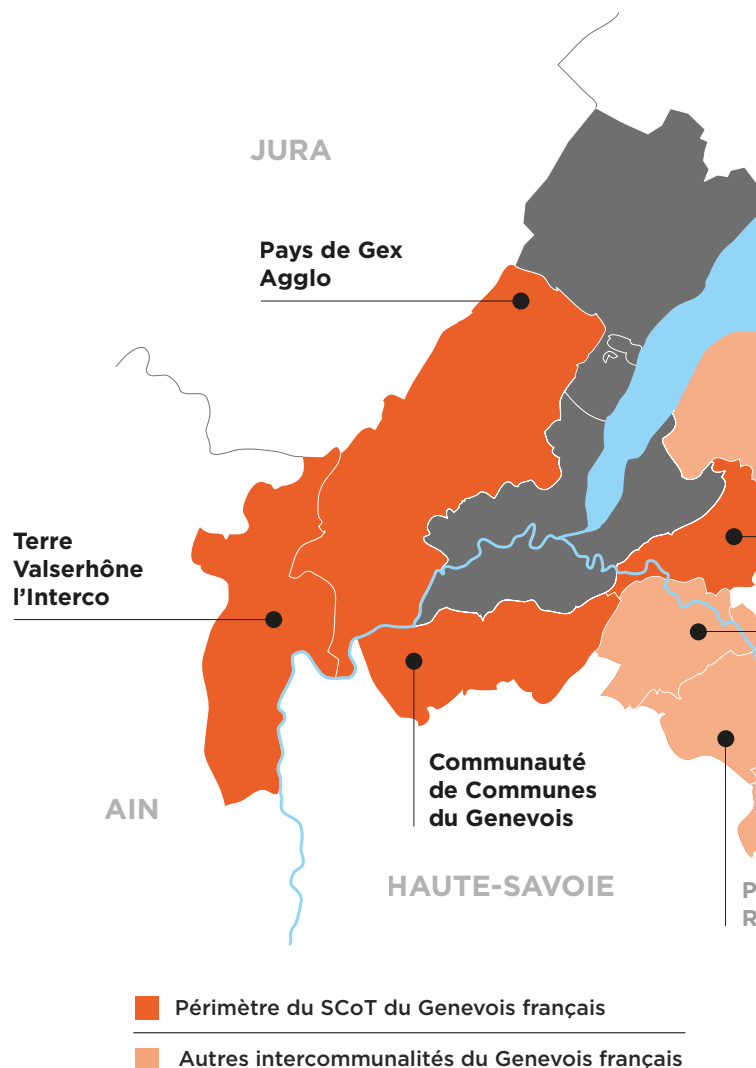 JURA
Pays de Gex
Agglo
Terre
Valserhône
l’Interco
Communauté
de Communes
du Genevois
AIN
HAUTE-SAVOIE
P
R
Périmètre du SCoT du Genevois français
Autres intercommunalités du Genevois français